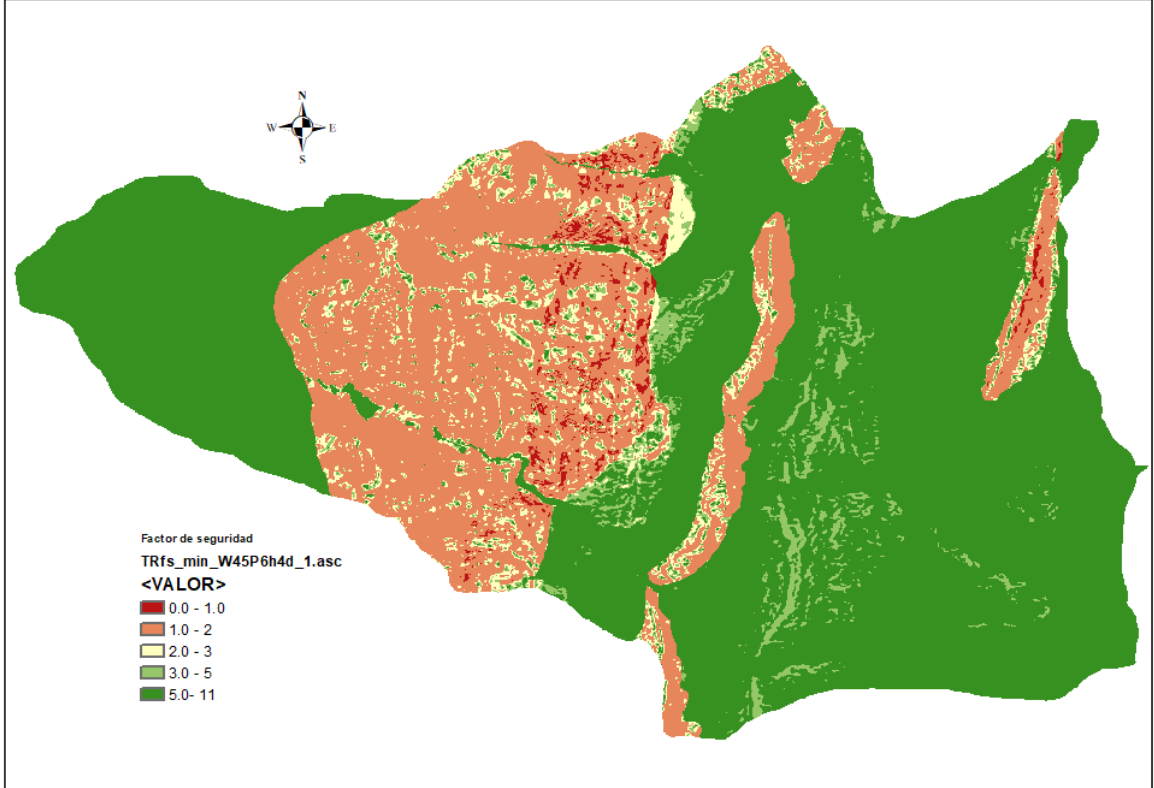 N
W E
S
Factor de seguridad
TRfs_min_W45P6h4d_1.asc
<VALOR>
0.0 - 1.0
1.0 - 2
2.0 - 3
3.0 - 5
5.0- 11